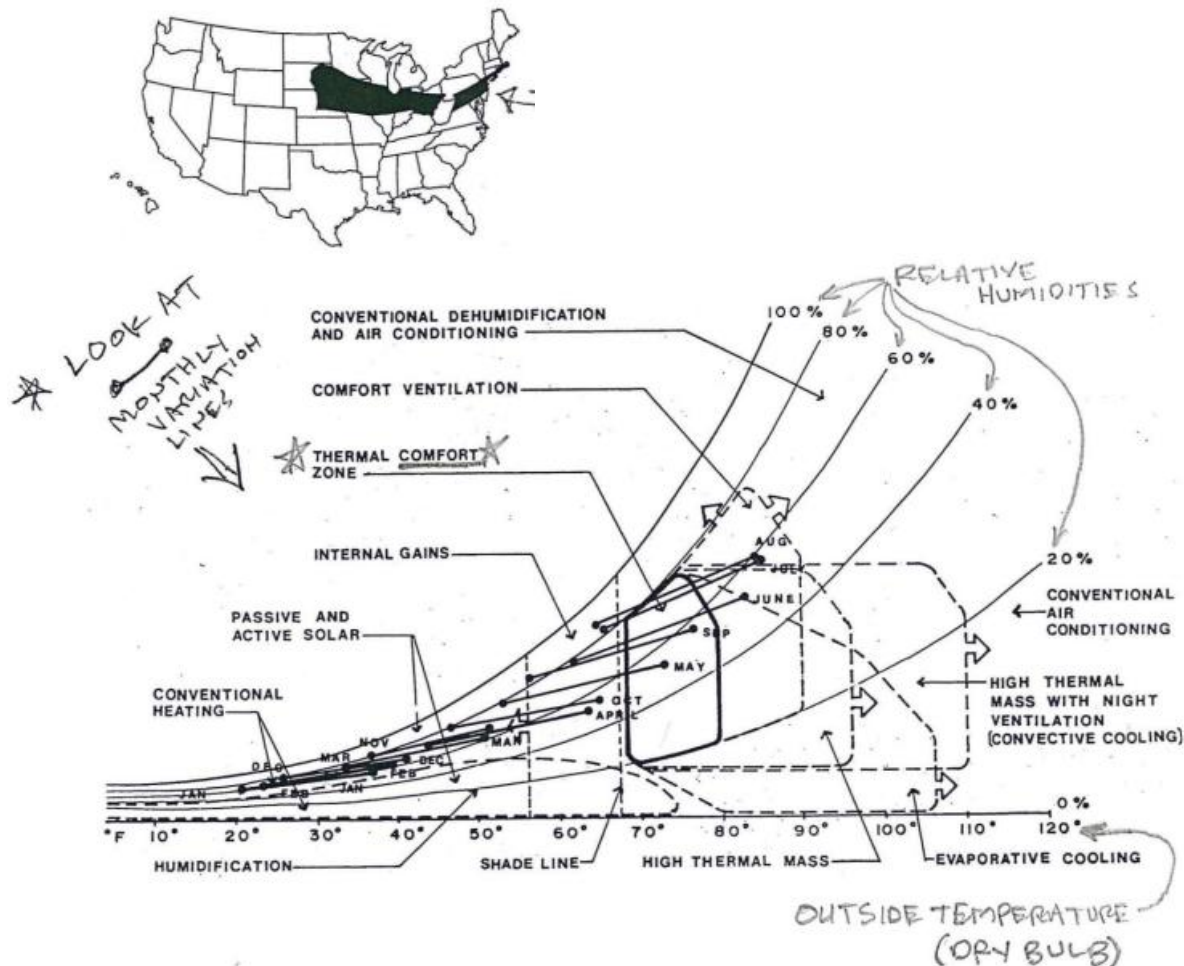 RELATIVE
HUMIDITIES
* LOOK AT
MONTHLY
VARIATION
LINES
CONVENTIONAL DEHUMIDIFICATION
AND AIR CONDITIONING
COMFORT VENTILATION
THERMAL COMFORT
ZONE
INTERNAL GAINS
PASSIVE AND
ACTIVE SOLAR
CONVENTIONAL
HEATING
100%
80%
60%
40%
20%
0%
AUG
JUL
JUNE
SEP
MAY
OCT
APRIL
NOV
MAR
MAR
DEC
DEC
FEB
JAN
FEB
JAN
CONVENTIONAL
AIR
CONDITIONING
HIGH THERMAL
MASS WITH NIGHT
VENTILATION
(CONVECTIVE COOLING)
°F 10° 20° 30° 40° 50° 60° 70° 80° 90° 100° 110° 120°
HUMIDIFICATION
SHADE LINE
HIGH THERMAL MASS
EVAPORATIVE COOLING
OUTSIDE TEMPERATURE
(DRY BULB)